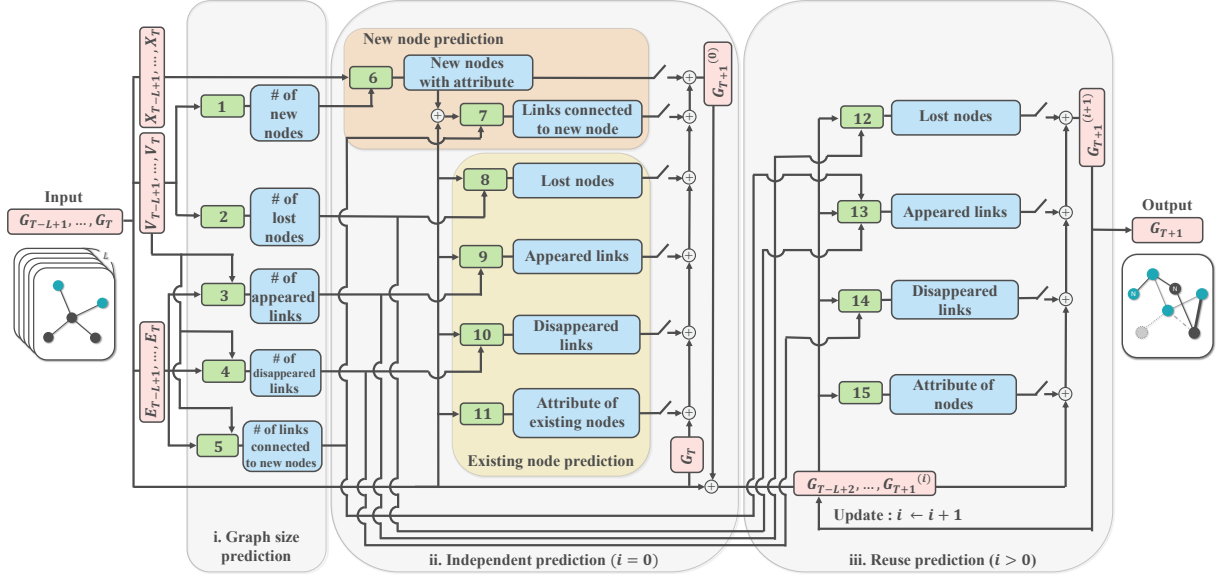 Input
G_{T-L+1}, ..., G_T
L
X_{T-L+1}, ..., X_T
V_{T-L+1}, ..., V_T
E_{T-L+1}, ..., E_T
1
# of
new
nodes
2
# of
lost
nodes
3
# of
appeared
links
4
# of
disappeared
links
5
# of links
connected
to new nodes
i. Graph size
prediction
New node prediction
6
New nodes
with attribute
7
Links connected
to new node
8
Lost nodes
9
Appeared links
10
Disappeared
links
11
Attribute of
existing nodes
Existing node prediction
G_T
G_{T+1}^{(0)}
ii. Independent prediction (i = 0)
12
Lost nodes
13
Appeared links
14
Disappeared
links
15
Attribute of
nodes
G_{T-L+2}, ..., G_{T+1}^{(i)}
Update : i ← i + 1
iii. Reuse prediction (i > 0)
G_{T+1}^{(i+1)}
Output
G_{T+1}
N
N